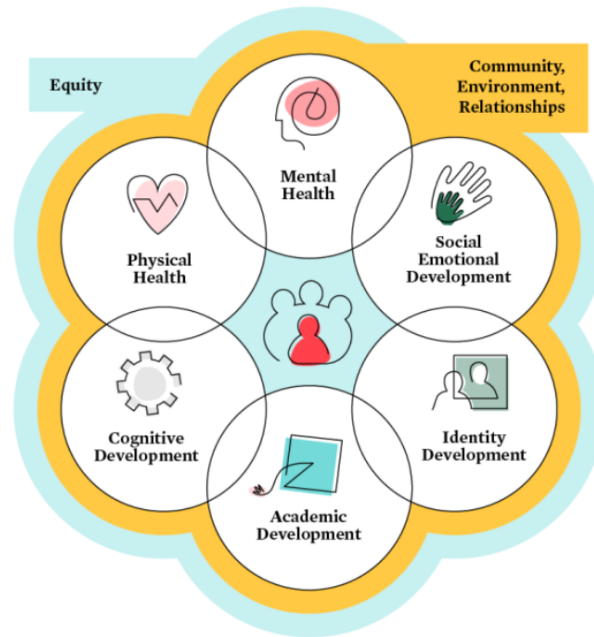 Equity
Community,
Environment,
Relationships
Mental
Health
Physical
Health
Social
Emotional
Development
Cognitive
Development
Identity
Development
Academic
Development